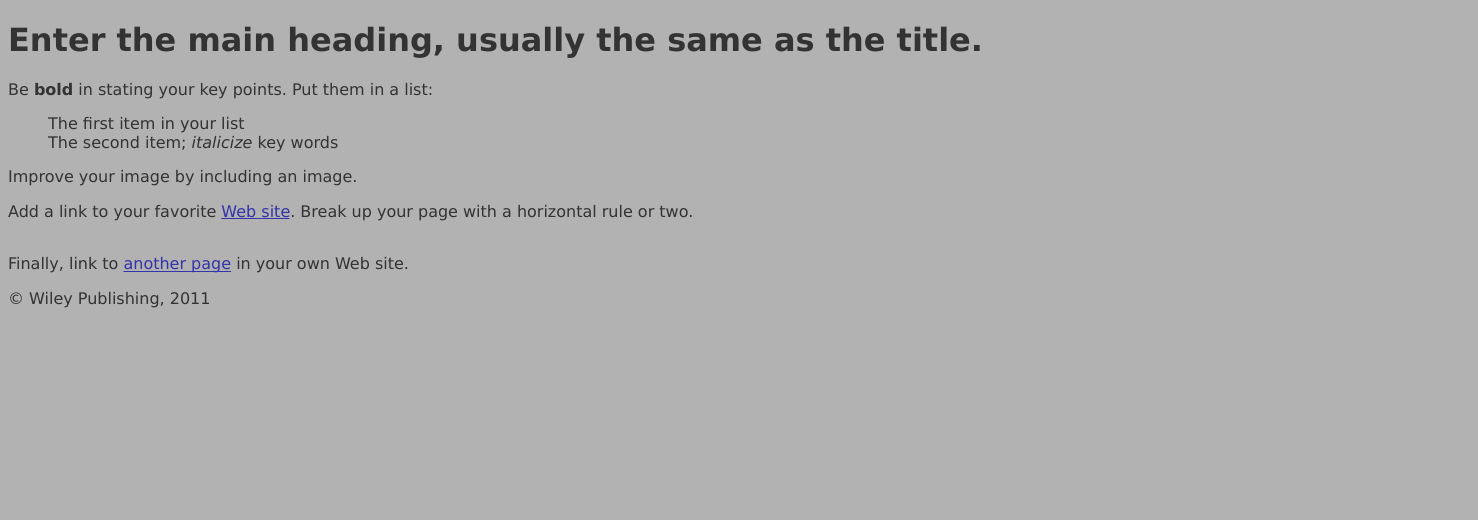 Enter the main heading, usually the same as the title.
Be bold in stating your key points. Put them in a list:
The first item in your list
The second item; italicize key words
Improve your image by including an image.
Add a link to your favorite Web site. Break up your page with a horizontal rule or two.
Finally, link to another page in your own Web site.
© Wiley Publishing, 2011